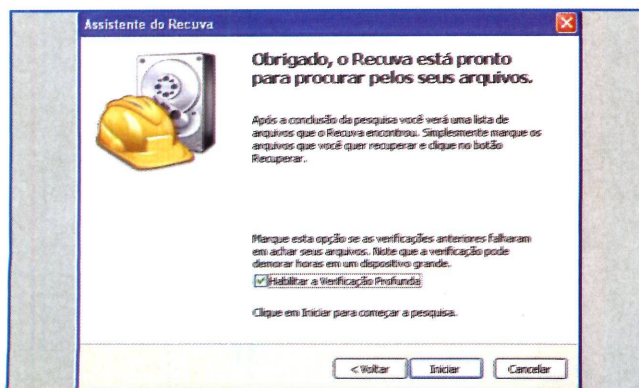 Assistente do Recuva
Obrigado, o Recuva está pronto
para procurar pelos seus arquivos.
Após a conclusão da pesquisa você verá uma lista de
arquivos que o Recuva encontrou. Simplesmente marque os
arquivos que você quer recuperar e clique no botão
Recuperar.
Marque esta opção se as verificações anteriores falharam
em achar seus arquivos. Note que a verificação pode
demorar horas em um dispositivo grande.
Habilitar a Verificação Profunda
Clique em Iniciar para começar a pesquisa.
< Voltar
Iniciar
Cancelar